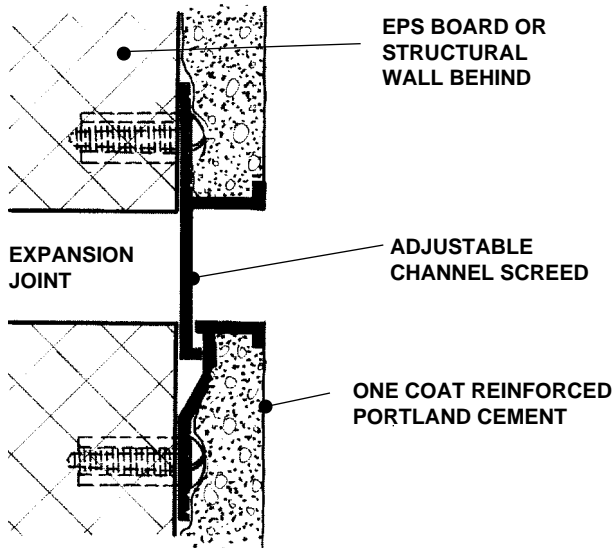 EPS BOARD OR
STRUCTURAL
WALL BEHIND
EXPANSION
JOINT
ADJUSTABLE
CHANNEL SCREED
ONE COAT REINFORCED
PORTLAND CEMENT